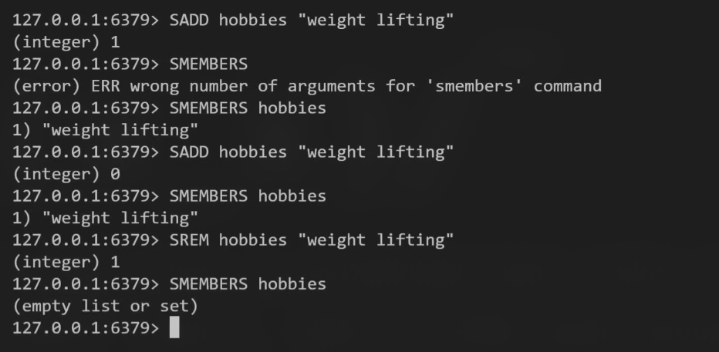 127.0.0.1:6379> SADD hobbies "weight lifting"
(integer) 1
127.0.0.1:6379> SMEMBERS
(error) ERR wrong number of arguments for 'smembers' command
127.0.0.1:6379> SMEMBERS hobbies
1) "weight lifting"
127.0.0.1:6379> SADD hobbies "weight lifting"
(integer) 0
127.0.0.1:6379> SMEMBERS hobbies
1) "weight lifting"
127.0.0.1:6379> SREM hobbies "weight lifting"
(integer) 1
127.0.0.1:6379> SMEMBERS hobbies
(empty list or set)
127.0.0.1:6379>